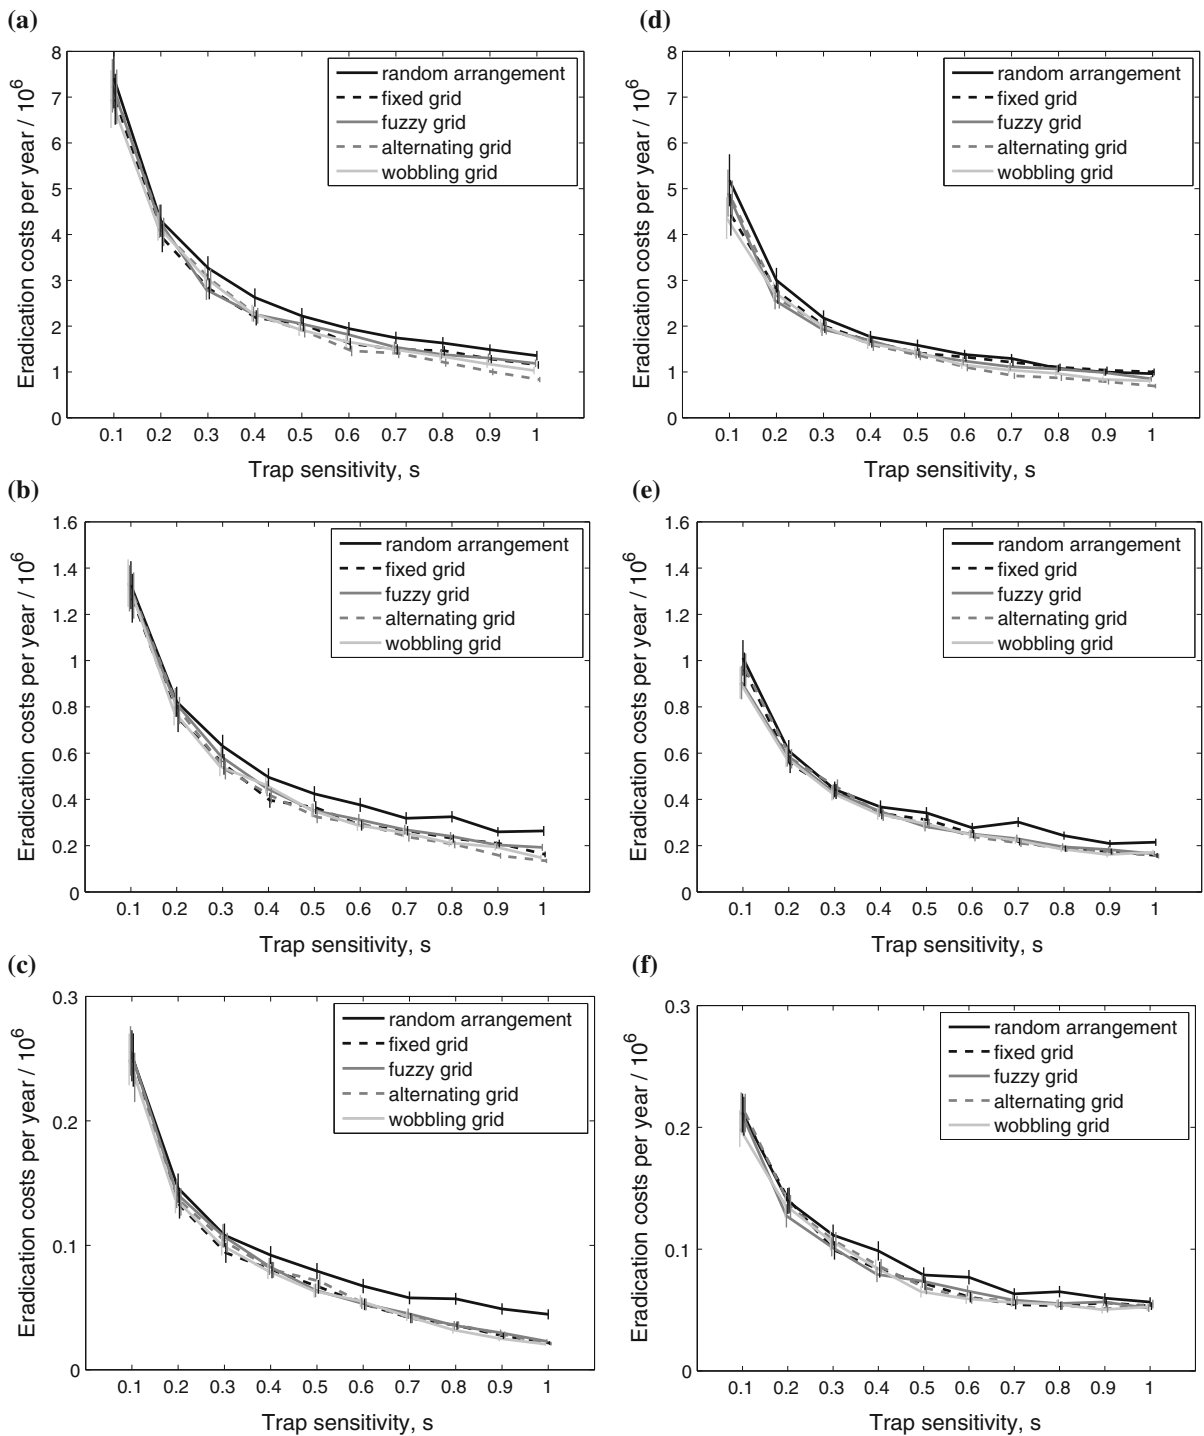 (a)
8
7
6
5
4
3
2
1
0
Eradication costs per year / 10^6
random arrangement
fixed grid
fuzzy grid
alternating grid
wobbling grid
0.1 0.2 0.3 0.4 0.5 0.6 0.7 0.8 0.9 1
Trap sensitivity, s
(d)
8
7
6
5
4
3
2
1
0
Eradication costs per year / 10^6
random arrangement
fixed grid
fuzzy grid
alternating grid
wobbling grid
0.1 0.2 0.3 0.4 0.5 0.6 0.7 0.8 0.9 1
Trap sensitivity, s
(b)
1.6
1.4
1.2
1
0.8
0.6
0.4
0.2
0
Eradication costs per year / 10^6
random arrangement
fixed grid
fuzzy grid
alternating grid
wobbling grid
0.1 0.2 0.3 0.4 0.5 0.6 0.7 0.8 0.9 1
Trap sensitivity, s
(e)
1.6
1.4
1.2
1
0.8
0.6
0.4
0.2
0
Eradication costs per year / 10^6
random arrangement
fixed grid
fuzzy grid
alternating grid
wobbling grid
0.1 0.2 0.3 0.4 0.5 0.6 0.7 0.8 0.9 1
Trap sensitivity, s
(c)
0.3
0.2
0.1
0
Eradication costs per year / 10^6
random arrangement
fixed grid
fuzzy grid
alternating grid
wobbling grid
0.1 0.2 0.3 0.4 0.5 0.6 0.7 0.8 0.9 1
Trap sensitivity, s
(f)
0.3
0.2
0.1
0
Eradication costs per year / 10^6
random arrangement
fixed grid
fuzzy grid
alternating grid
wobbling grid
0.1 0.2 0.3 0.4 0.5 0.6 0.7 0.8 0.9 1
Trap sensitivity, s